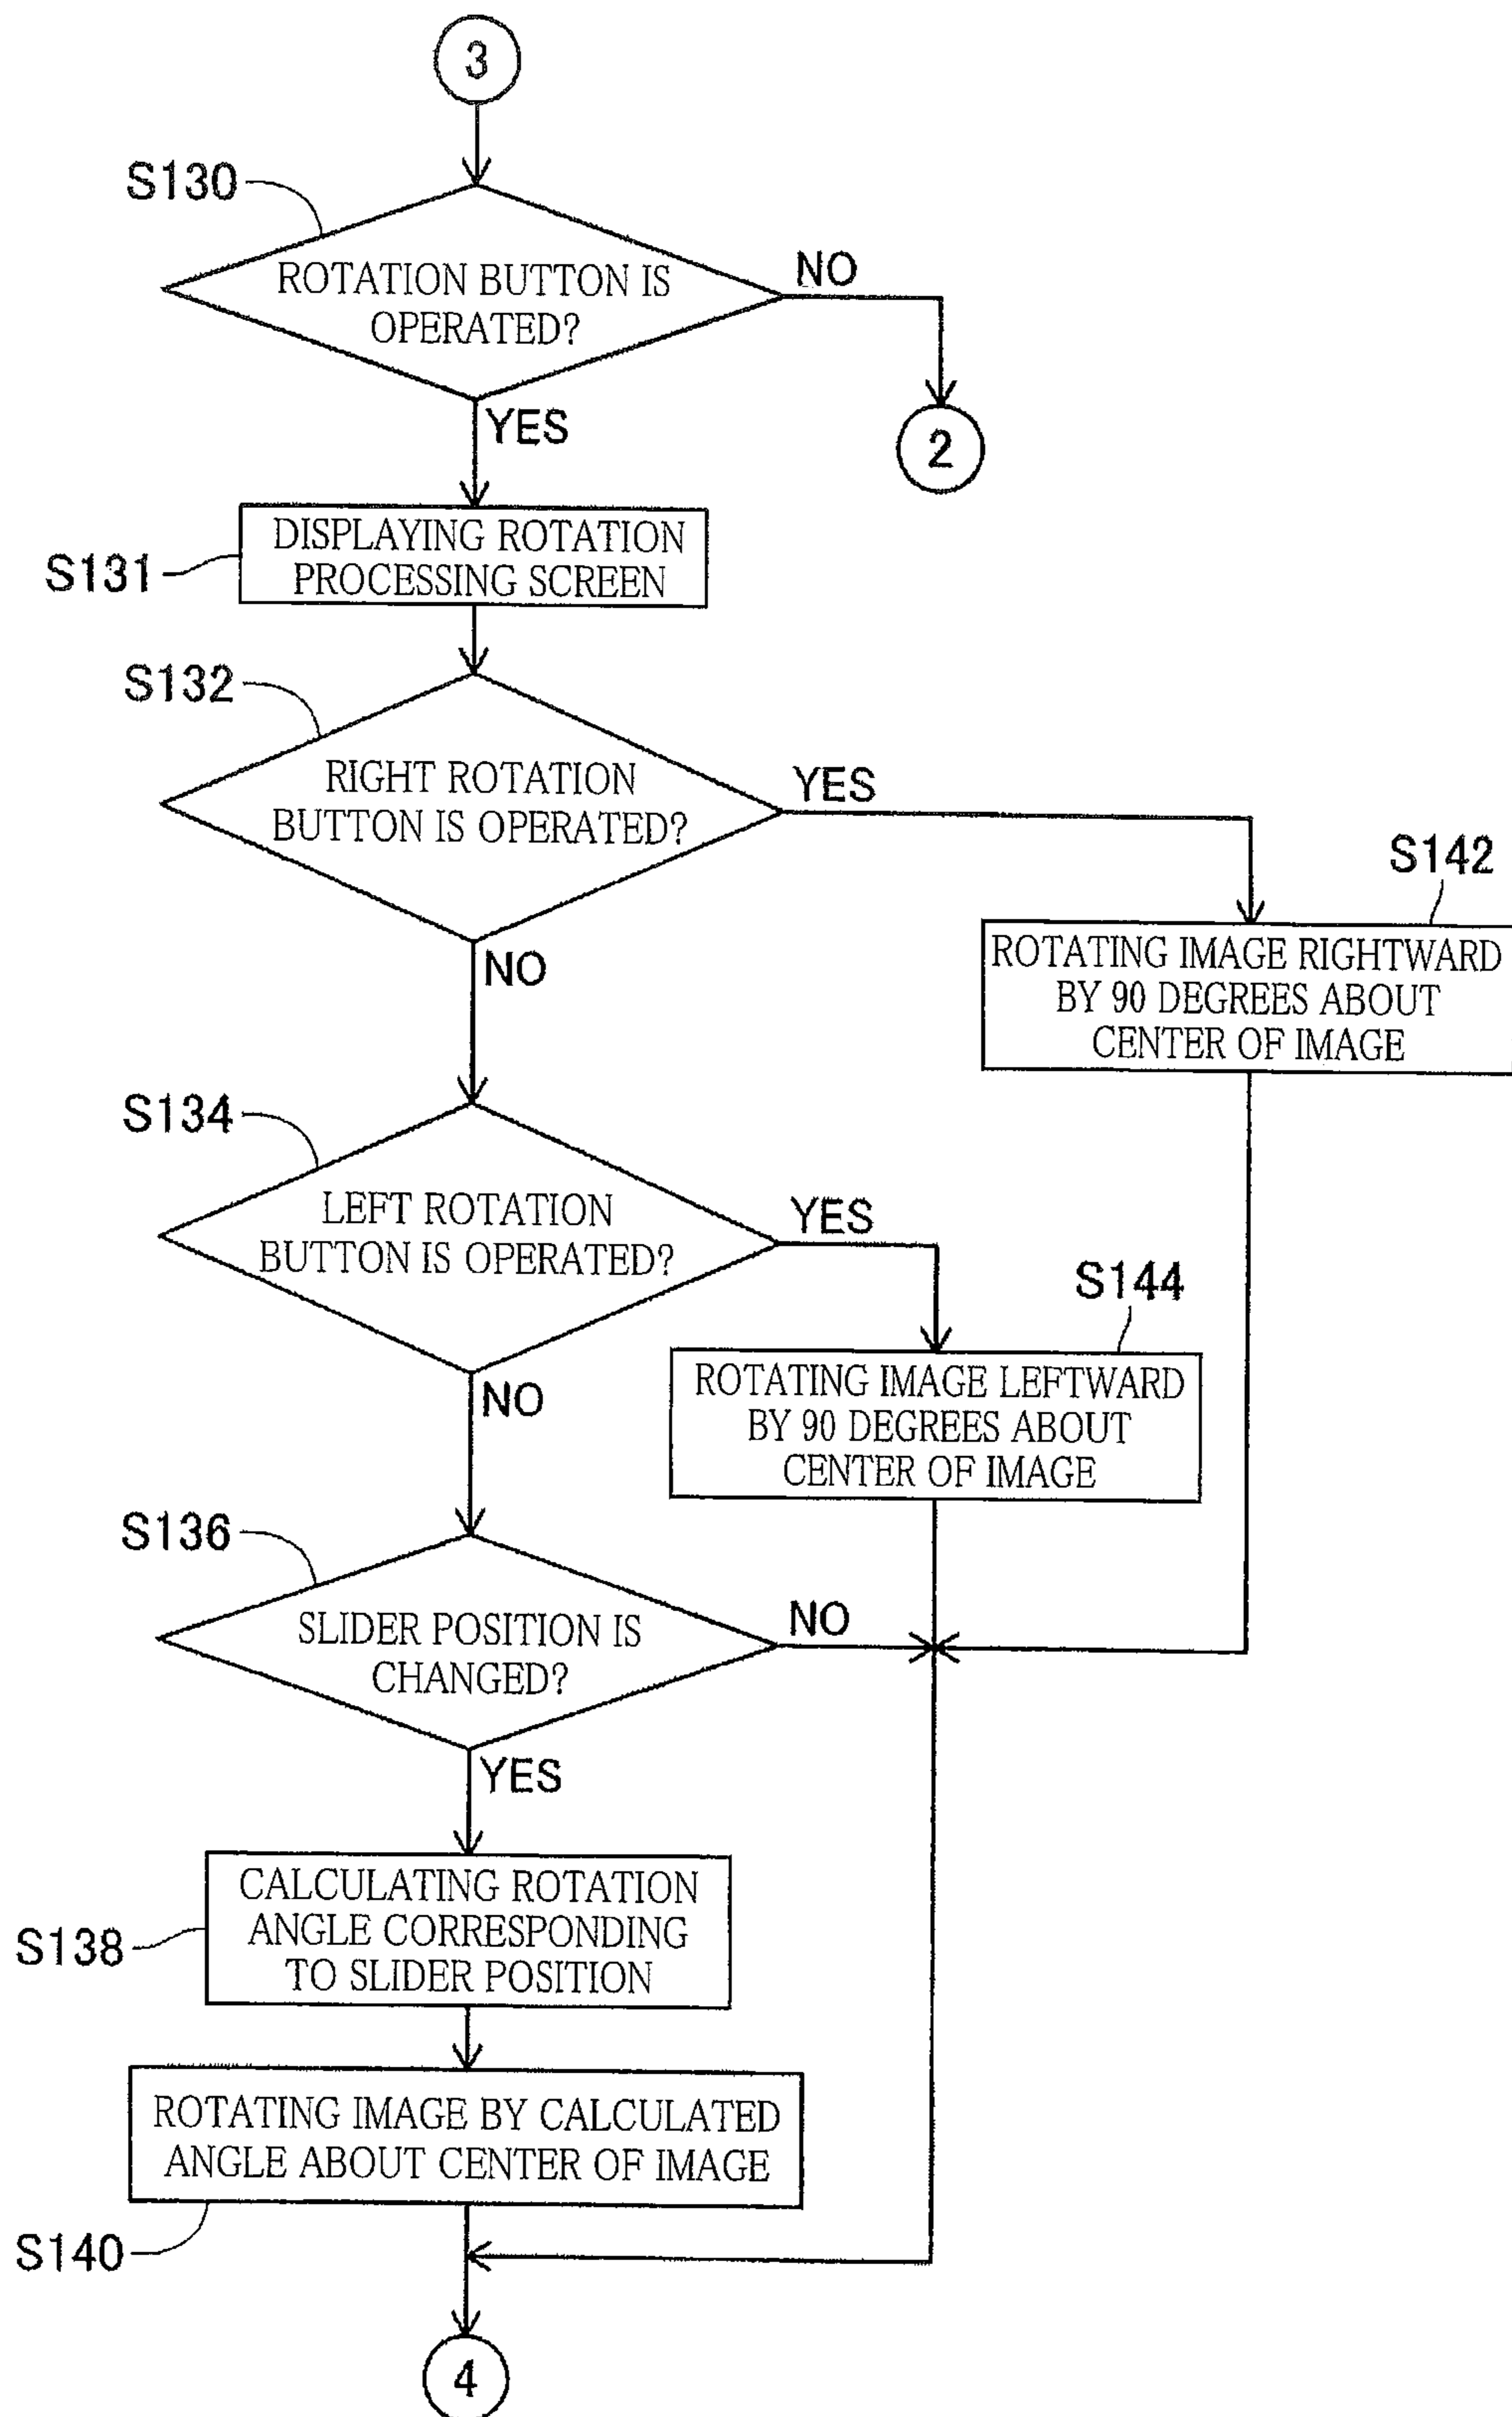 3
S130
ROTATION BUTTON IS
OPERATED?
NO
YES
2
S131
DISPLAYING ROTATION
PROCESSING SCREEN
S132
RIGHT ROTATION
BUTTON IS OPERATED?
YES
NO
S142
ROTATING IMAGE RIGHTWARD
BY 90 DEGREES ABOUT
CENTER OF IMAGE
S134
LEFT ROTATION
BUTTON IS OPERATED?
YES
NO
S144
ROTATING IMAGE LEFTWARD
BY 90 DEGREES ABOUT
CENTER OF IMAGE
S136
SLIDER POSITION IS
CHANGED?
NO
YES
S138
CALCULATING ROTATION
ANGLE CORRESPONDING
TO SLIDER POSITION
ROTATING IMAGE BY CALCULATED
ANGLE ABOUT CENTER OF IMAGE
S140
4